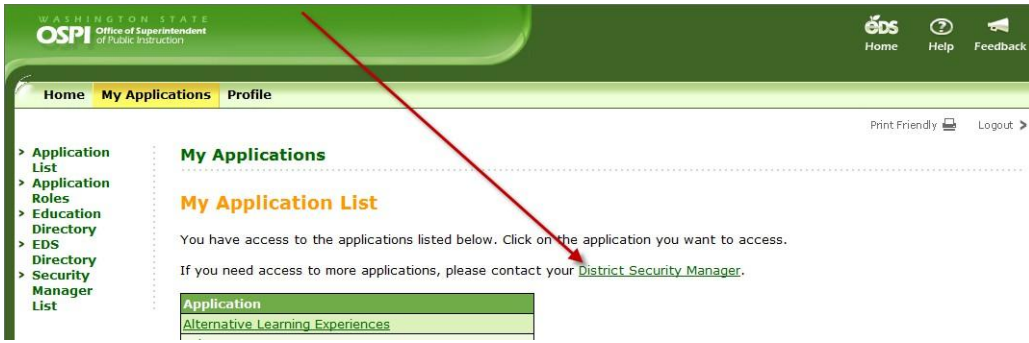 WASHINGTON STATE
OSPI Office of Superintendent
of Public Instruction
EDS
Home Help Feedback
Home My Applications Profile
Print Friendly Logout >
> Application
List
> Application
Roles
> Education
Directory
> EDS
Directory
> Security
Manager
List
My Applications
My Application List
You have access to the applications listed below. Click on the application you want to access.
If you need access to more applications, please contact your District Security Manager.
Application
Alternative Learning Experiences